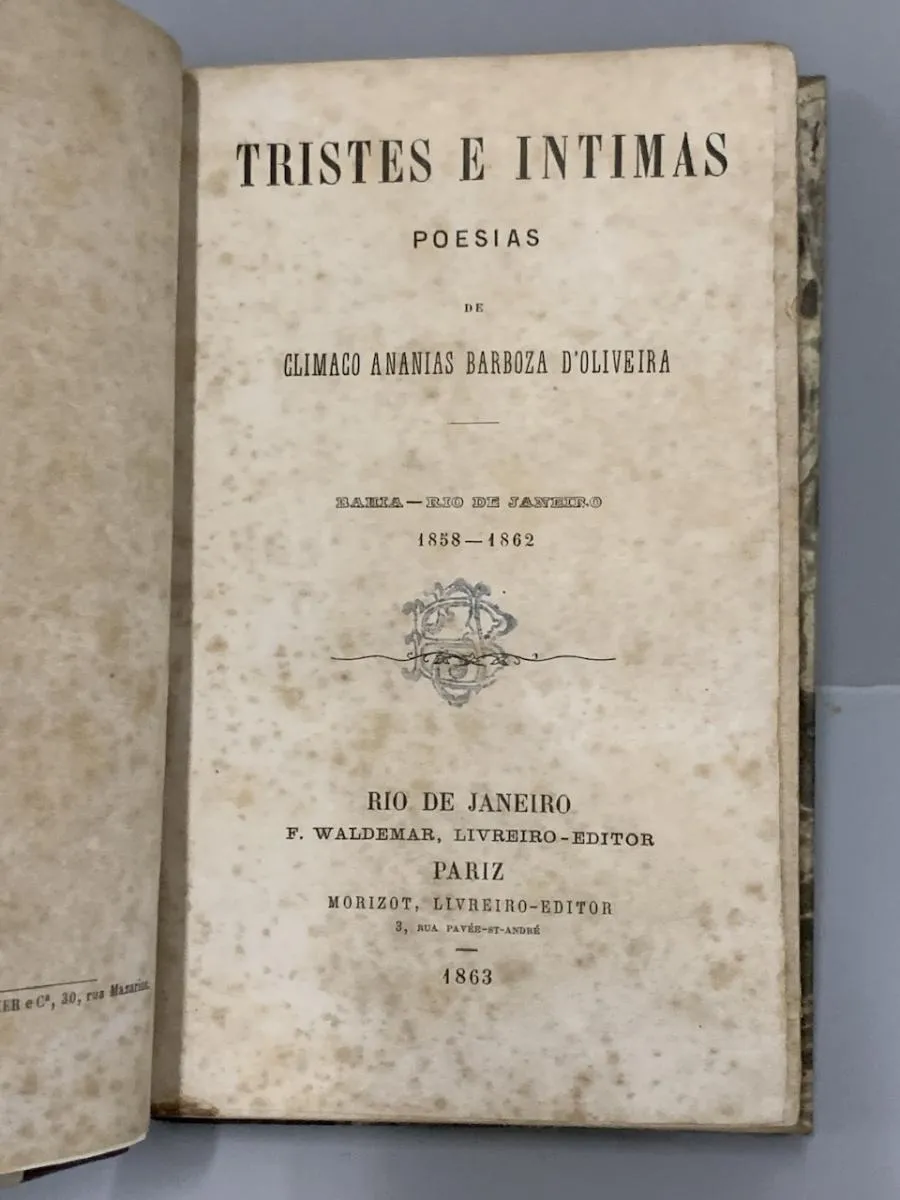 TRISTES E INTIMAS
POESIAS
DE
CLIMACO ANANIAS BARBOZA D'OLIVEIRA
BAHIA — RIO DE JANEIRO
1858 — 1862
RIO DE JANEIRO
F. WALDEMAR, LIVREIRO-EDITOR
PARIZ
MORIZOT, LIVREIRO-EDITOR
3, RUA PAVÉE-ST-ANDRÉ
1863
e Cª, 30, rua Mazarine.